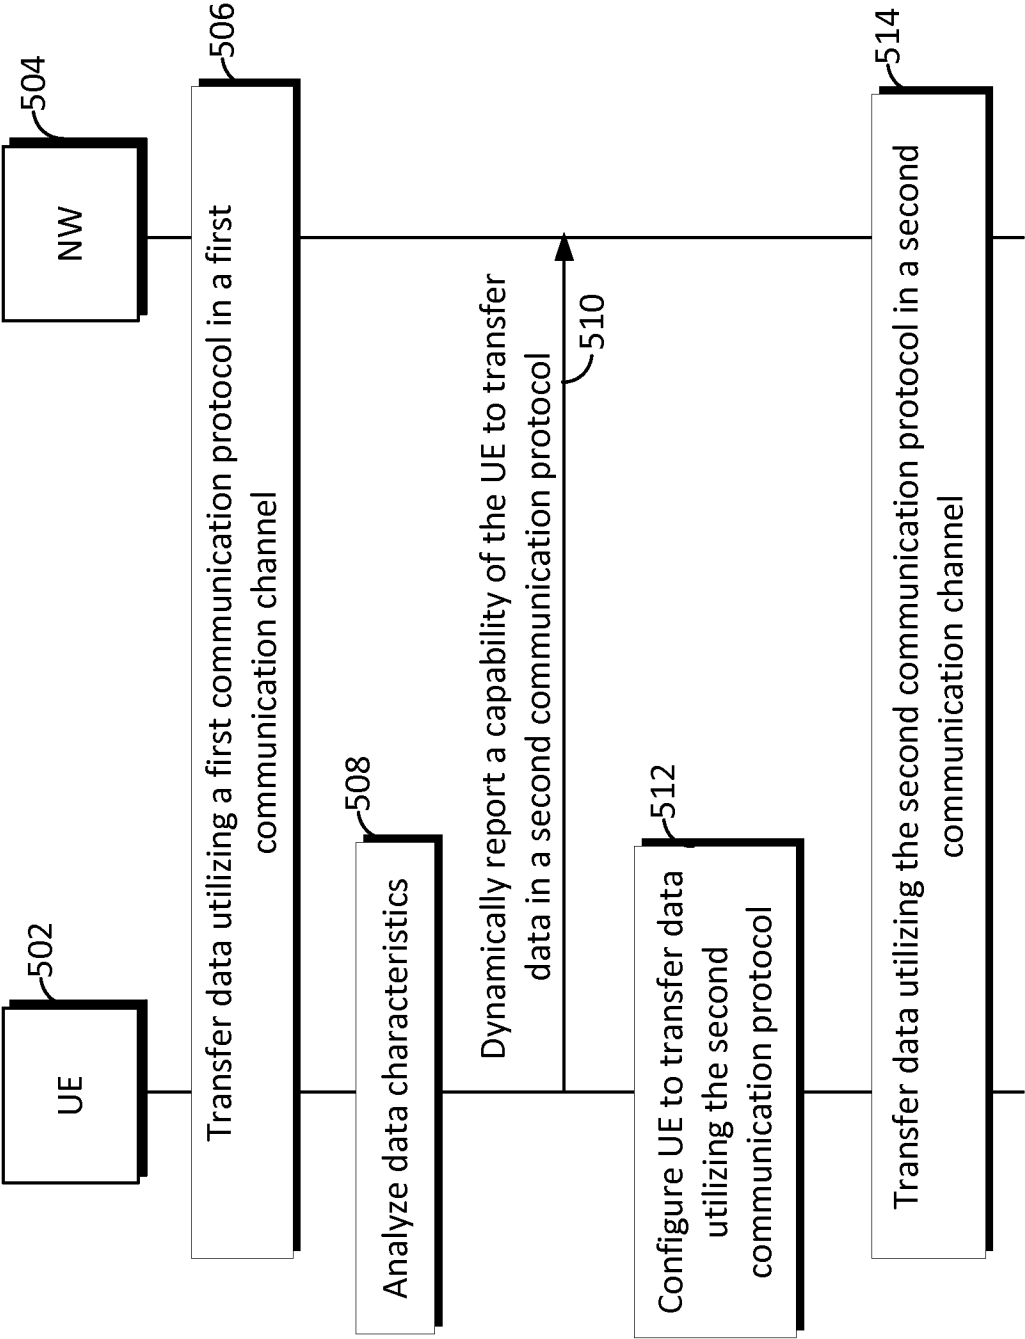 UE
502
NW
504
506
Transfer data utilizing a first communication protocol in a first
communication channel
508
Analyze data characteristics
Dynamically report a capability of the UE to transfer
data in a second communication protocol
510
512
Configure UE to transfer data
utilizing the second
communication protocol
514
Transfer data utilizing the second communication protocol in a second
communication channel